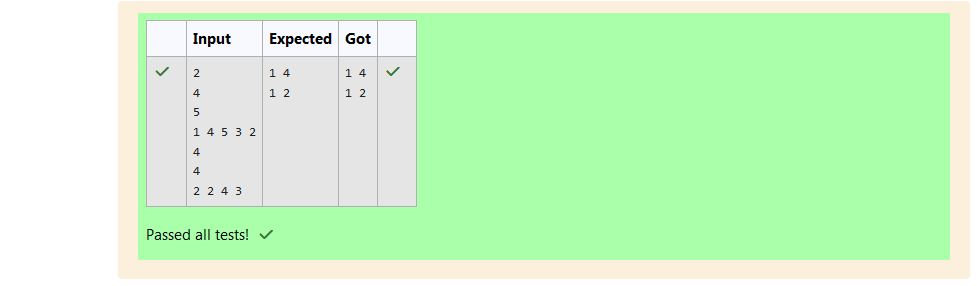 Input Expected Got
2 1 4 1 4
4 1 2 1 2
5
1 4 5 3 2
4
4
2 2 4 3
Passed all tests!